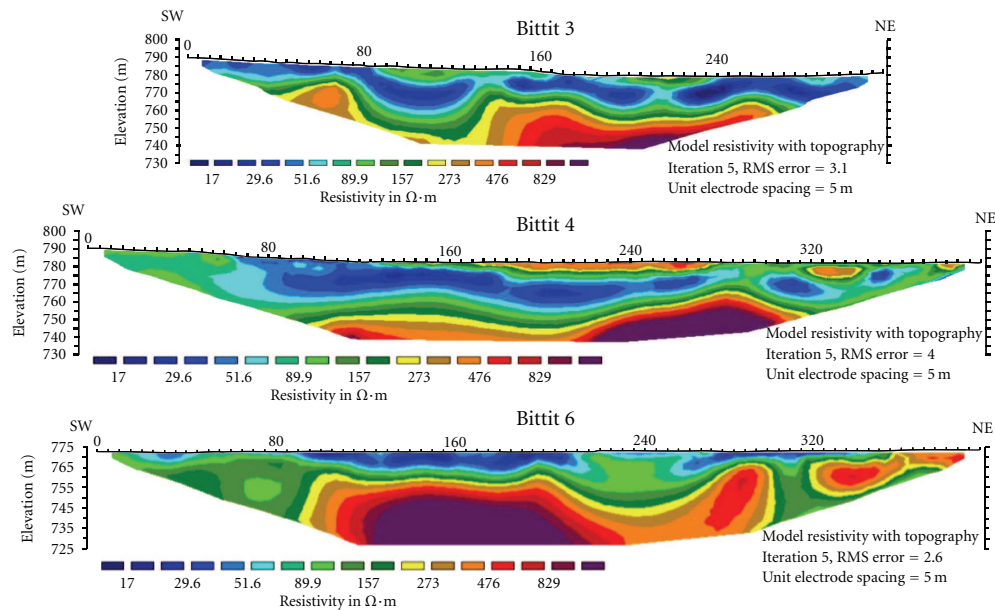 Bittit 3
SW
NE
0
80
160
240
Elevation (m)
800
790
780
770
760
750
740
730
17 29.6 51.6 89.9 157 273 476 829
Resistivity in Ω·m
Model resistivity with topography
Iteration 5, RMS error = 3.1
Unit electrode spacing = 5 m
Bittit 4
SW
NE
0
80
160
240
320
Elevation (m)
800
790
780
770
760
750
740
730
17 29.6 51.6 89.9 157 273 476 829
Resistivity in Ω·m
Model resistivity with topography
Iteration 5, RMS error = 4
Unit electrode spacing = 5 m
Bittit 6
SW
NE
0
80
160
240
320
Elevation (m)
775
765
755
745
735
725
17 29.6 51.6 89.9 157 273 476 829
Resistivity in Ω·m
Model resistivity with topography
Iteration 5, RMS error = 2.6
Unit electrode spacing = 5 m